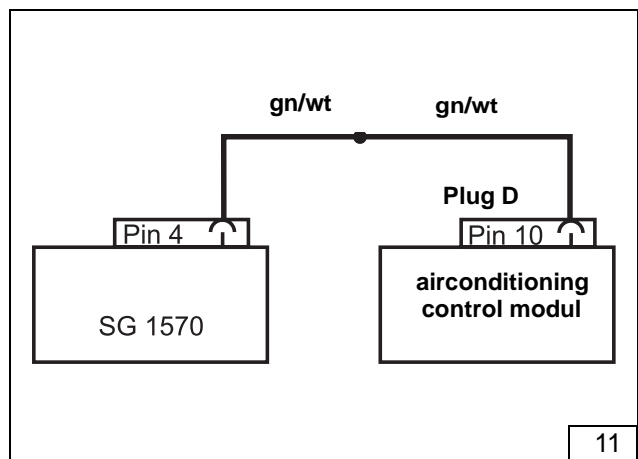 gn/wt gn/wt
Plug D
Pin 4 Pin 10
SG 1570
airconditioning
control modul
11